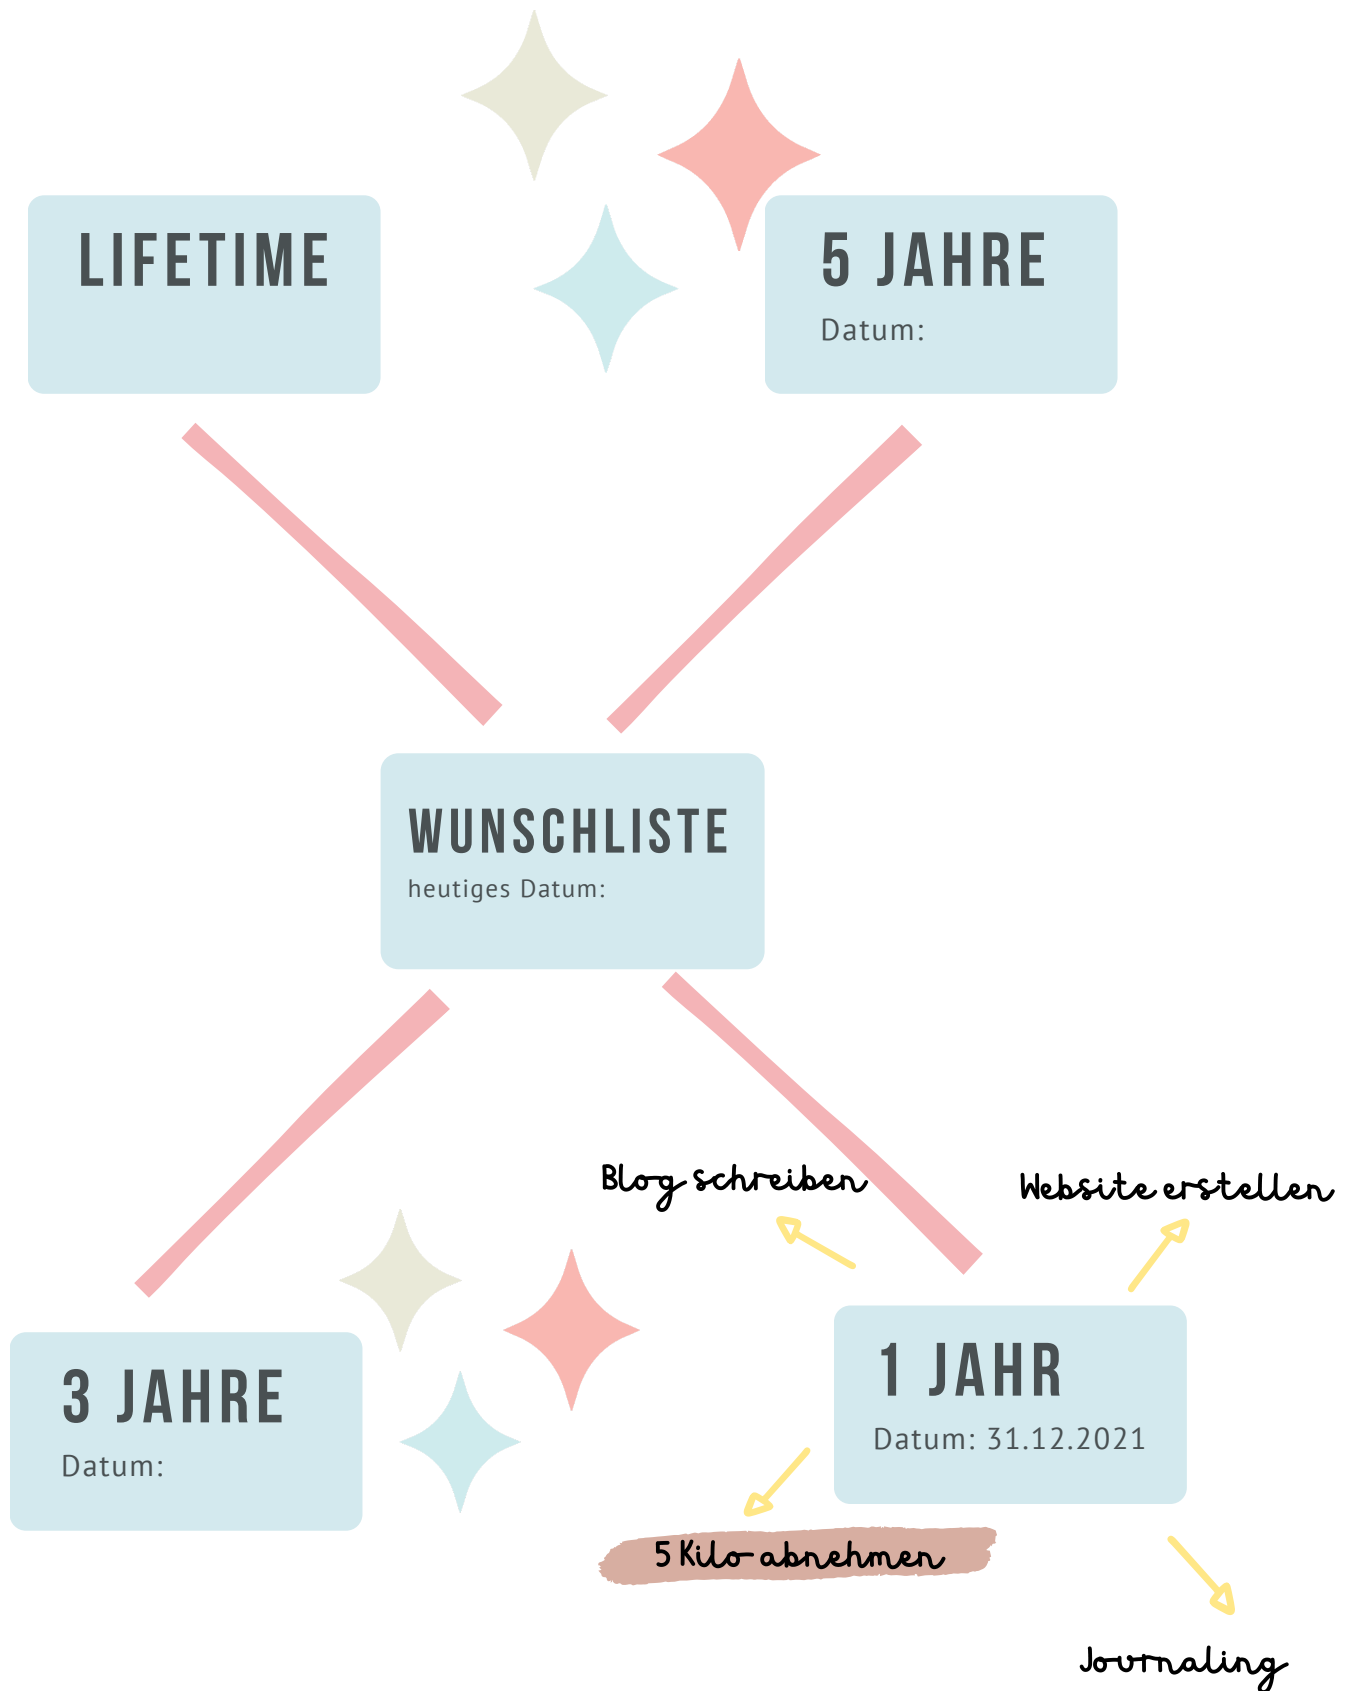 LIFETIME
5 JAHRE
Datum:
WUNSCHLISTE
heutiges Datum:
Blog schreiben
Website erstellen
3 JAHRE
Datum:
1 JAHR
Datum: 31.12.2021
5 Kilo abnehmen
Journaling